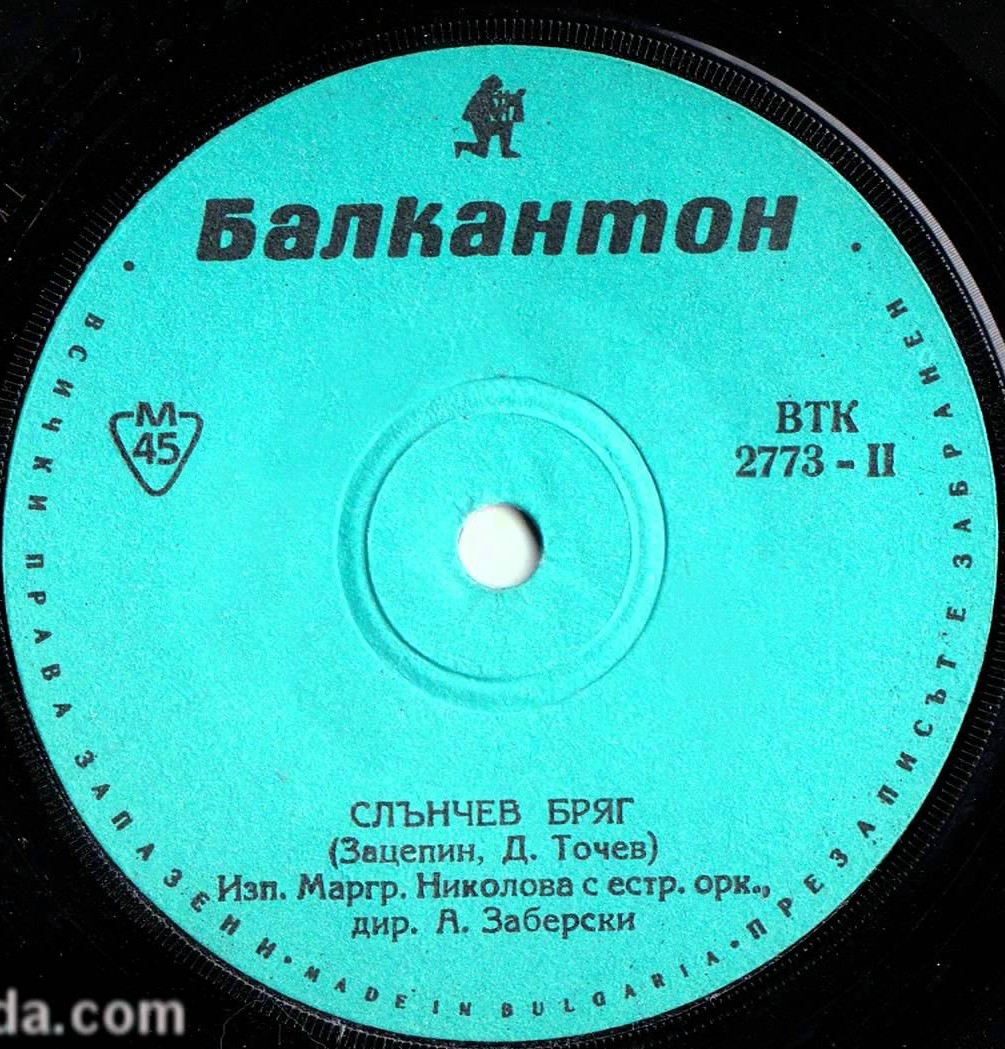 Балкантон
М
45
ВТК
2773 - II
СЛЪНЧЕВ БРЯГ
(Зацепин, Д. Точев)
Изп. Маргр. Николова с естр. орк.,
дир. А. Заберски
• ВСИЧКИ ПРАВА ЗАПАЗЕНИ • MADE IN BULGARIA • ПРЕЗАПИСЪТ Е ЗАБРАНЕН •
da.com